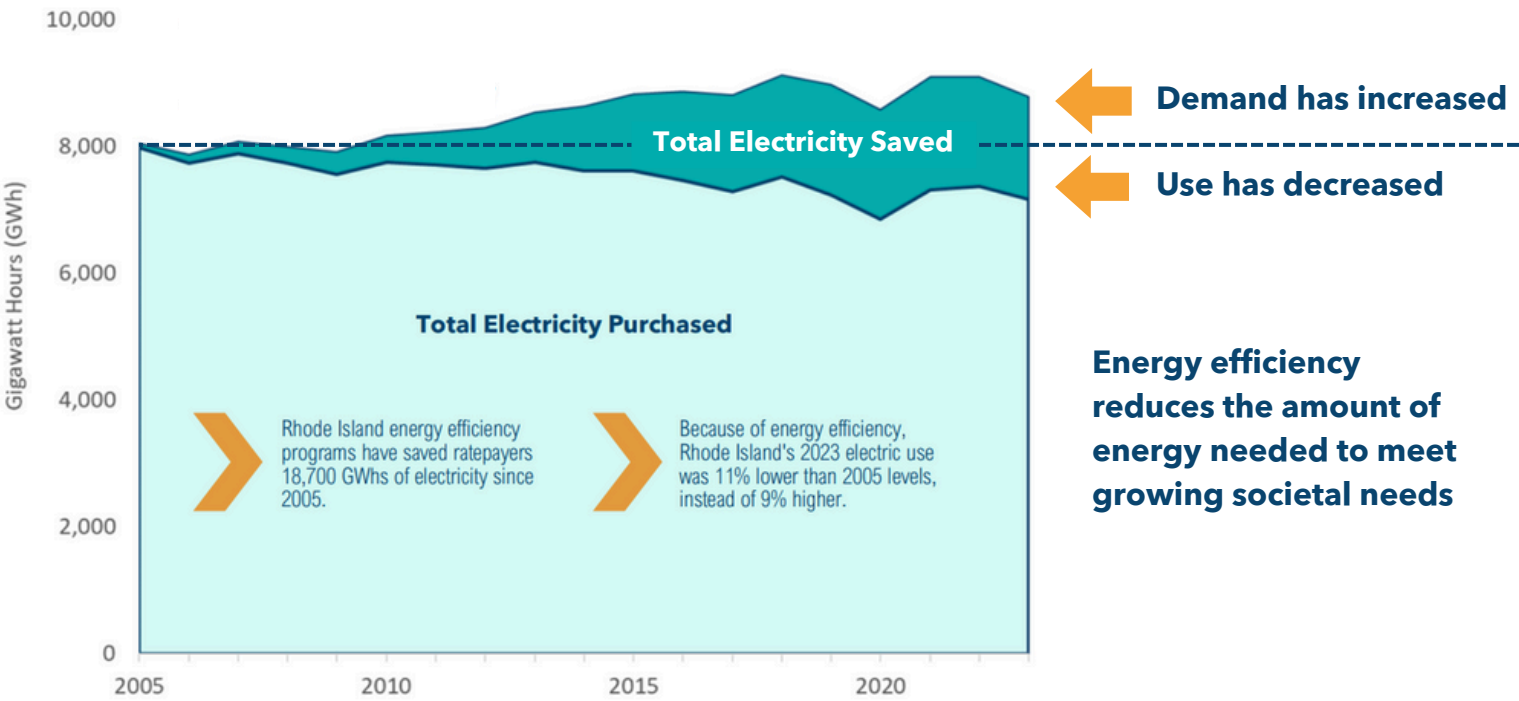 10,000
8,000
6,000
4,000
2,000
0
Gigawatt Hours (GWh)
2005
2010
2015
2020
Total Electricity Saved
Total Electricity Purchased
Rhode Island energy efficiency
programs have saved ratepayers
18,700 GWhs of electricity since
2005.
Because of energy efficiency,
Rhode Island's 2023 electric use
was 11% lower than 2005 levels,
instead of 9% higher.
Demand has increased
Use has decreased
Energy efficiency
reduces the amount of
energy needed to meet
growing societal needs